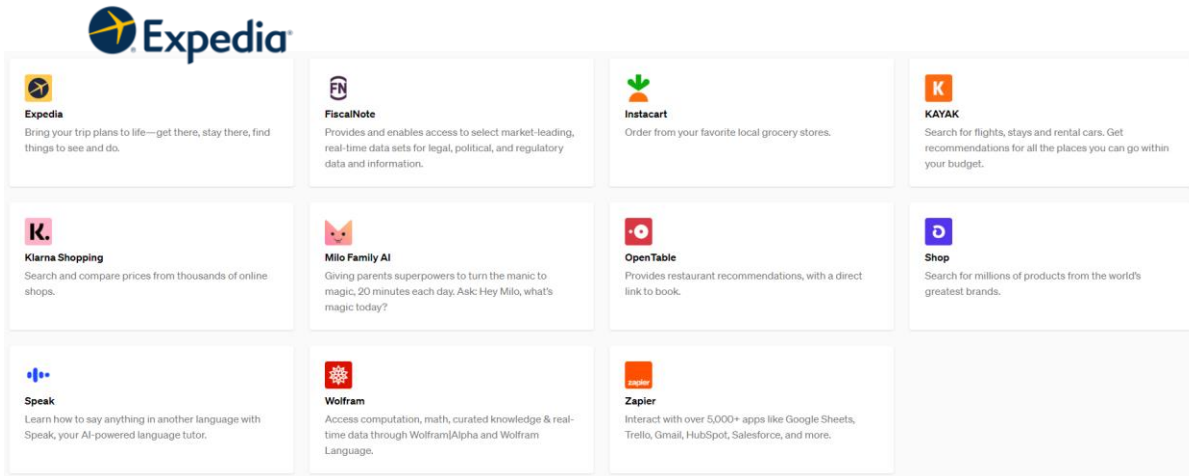 Expedia
FN
K
Expedia
FiscalNote
Instacart
KAYAK
Bring your trip plans to life—get there, stay there, find
things to see and do.
Provides and enables access to select market-leading,
real-time data sets for legal, political, and regulatory
data and information.
Order from your favorite local grocery stores.
Search for flights, stays and rental cars. Get
recommendations for all the places you can go within
your budget.
K.
Klarna Shopping
Milo Family AI
OpenTable
Shop
Search and compare prices from thousands of online
shops.
Giving parents superpowers to turn the manic to
magic, 20 minutes each day. Ask: Hey Milo, what's
magic today?
Provides restaurant recommendations, with a direct
link to book.
Search for millions of products from the world's
greatest brands.
zapier
Speak
Wolfram
Zapier
Learn how to say anything in another language with
Speak, your AI-powered language tutor.
Access computation, math, curated knowledge & real-
time data through Wolfram|Alpha and Wolfram
Language.
Interact with over 5,000+ apps like Google Sheets,
Trello, Gmail, HubSpot, Salesforce, and more.